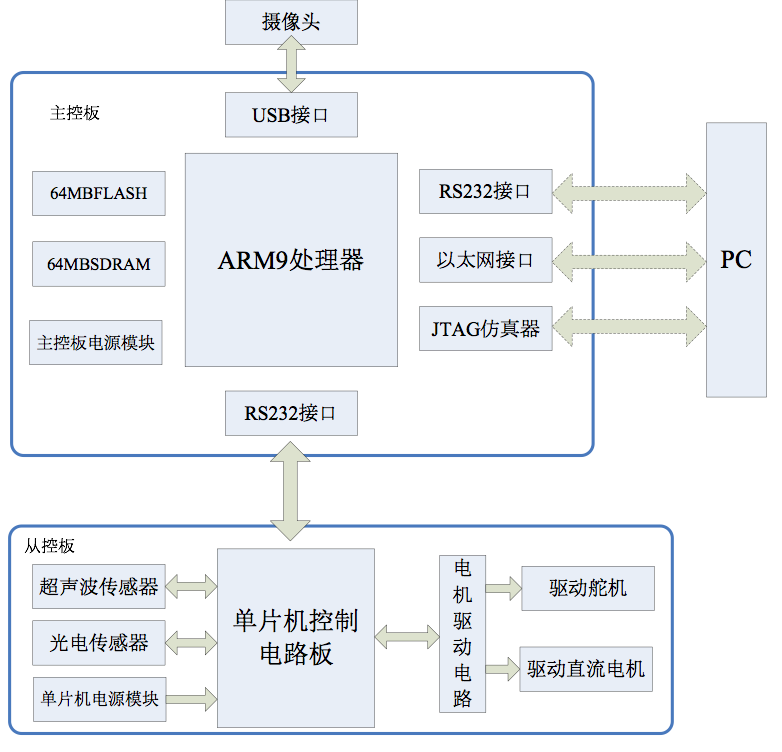 摄像头
主控板
USB接口
64MBFLASH
64MBSDRAM
主控板电源模块
ARM9处理器
RS232接口
以太网接口
JTAG仿真器
PC
RS232接口
从控板
超声波传感器
光电传感器
单片机电源模块
单片机控制
电路板
电
机
驱
动
电
路
驱动舵机
驱动直流电机